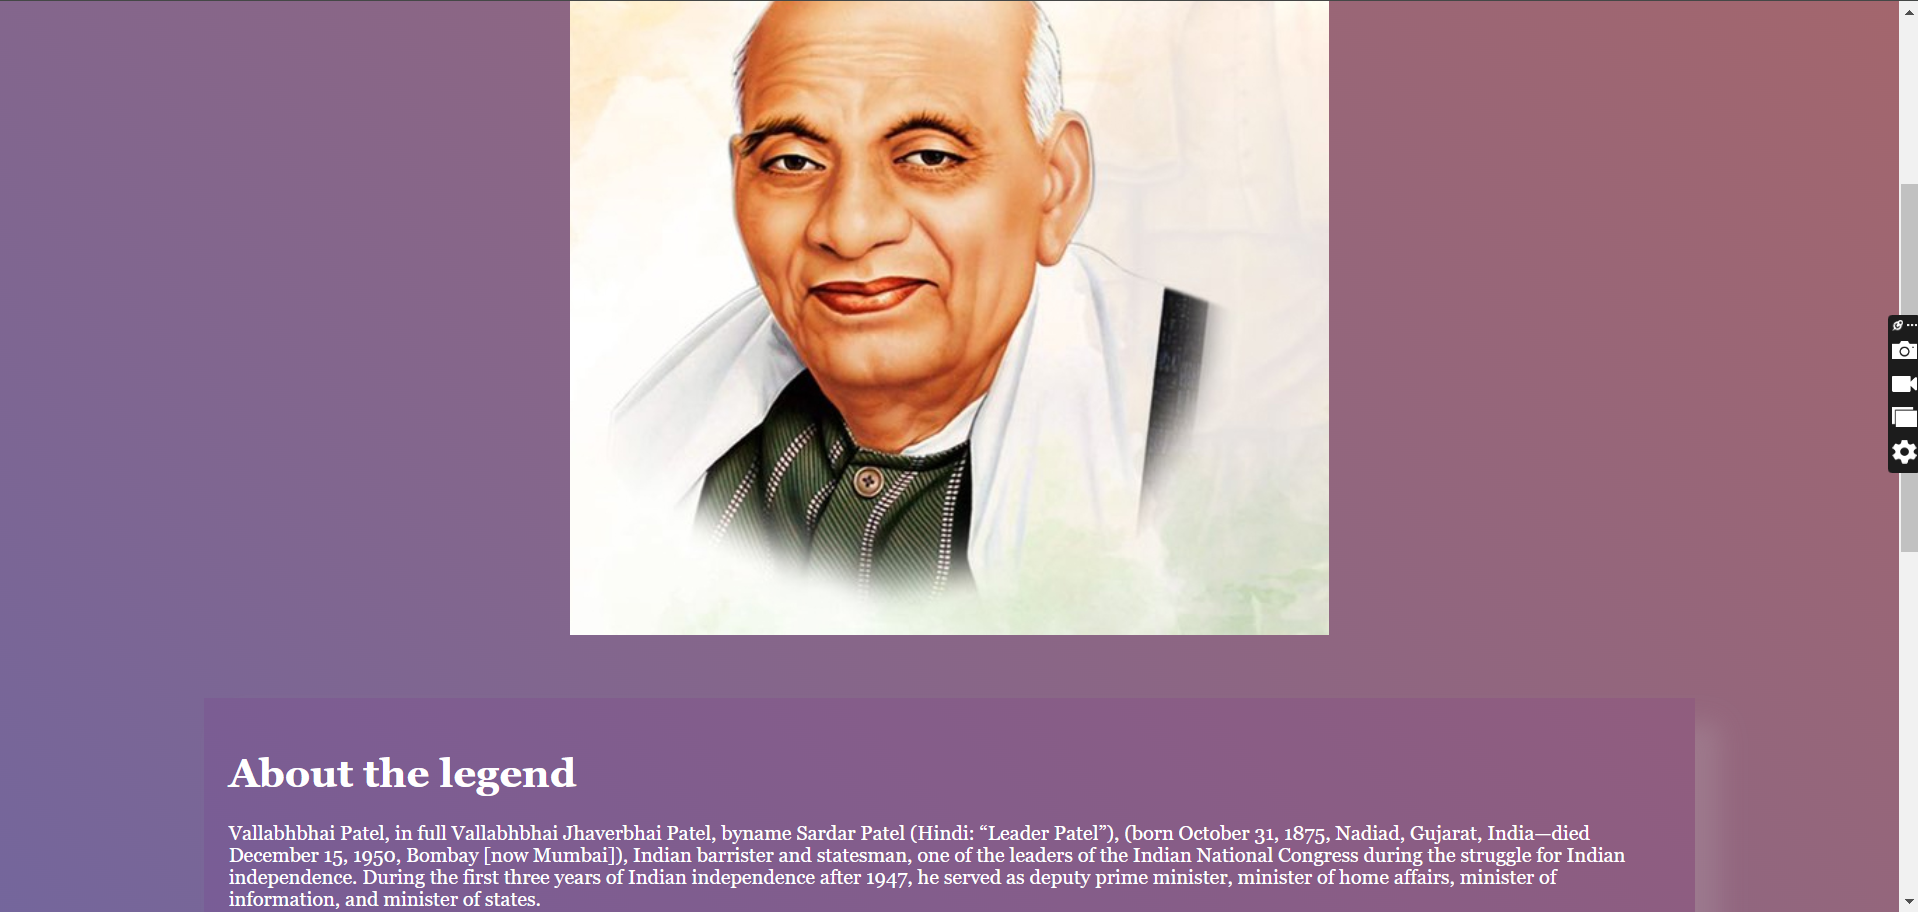 About the legend
Vallabhbhai Patel, in full Vallabhbhai Jhaverbhai Patel, byname Sardar Patel (Hindi: “Leader Patel”), (born October 31, 1875, Nadiad, Gujarat, India—died
December 15, 1950, Bombay [now Mumbai]), Indian barrister and statesman, one of the leaders of the Indian National Congress during the struggle for Indian
independence. During the first three years of Indian independence after 1947, he served as deputy prime minister, minister of home affairs, minister of
information, and minister of states.